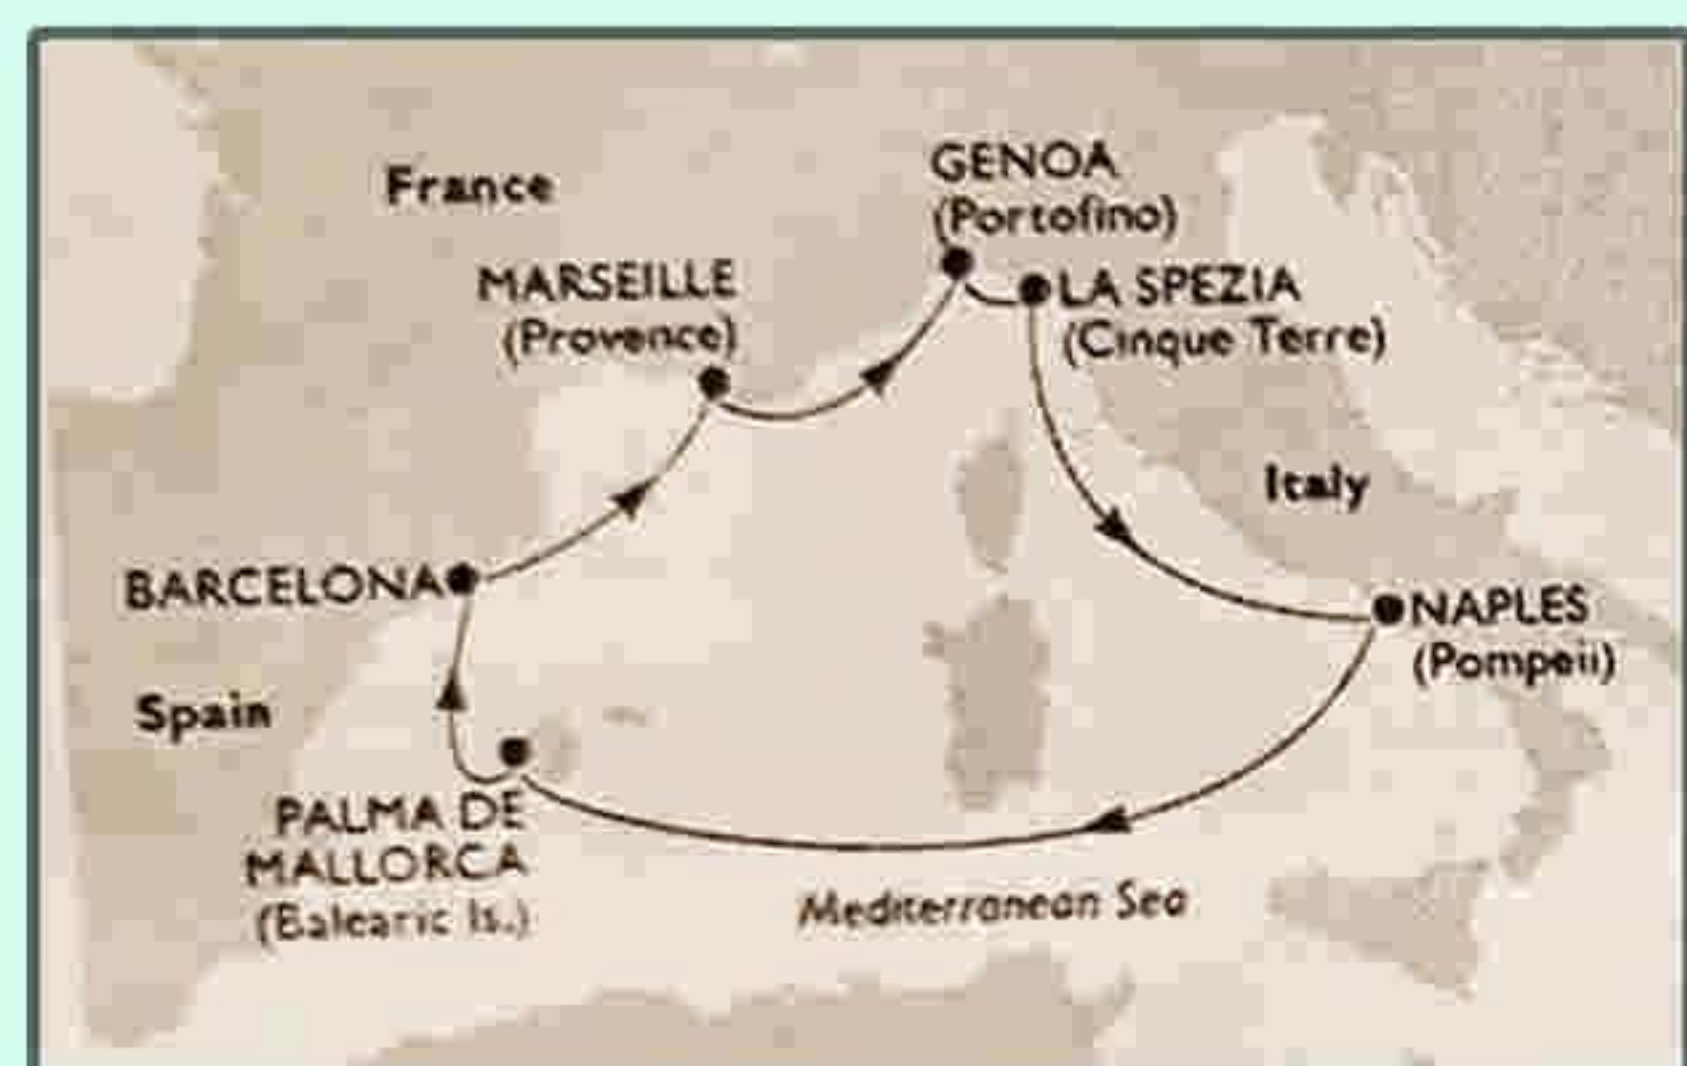 GENOA
(Portofino)
France
MARSEILLE
(Provence)
LA SPEZIA
(Cinque Terre)
Italy
BARCELONA
NAPLES
(Pompeii)
Spain
PALMA DE
MALLORCA
(Balearic Is.)
Mediterranean Sea